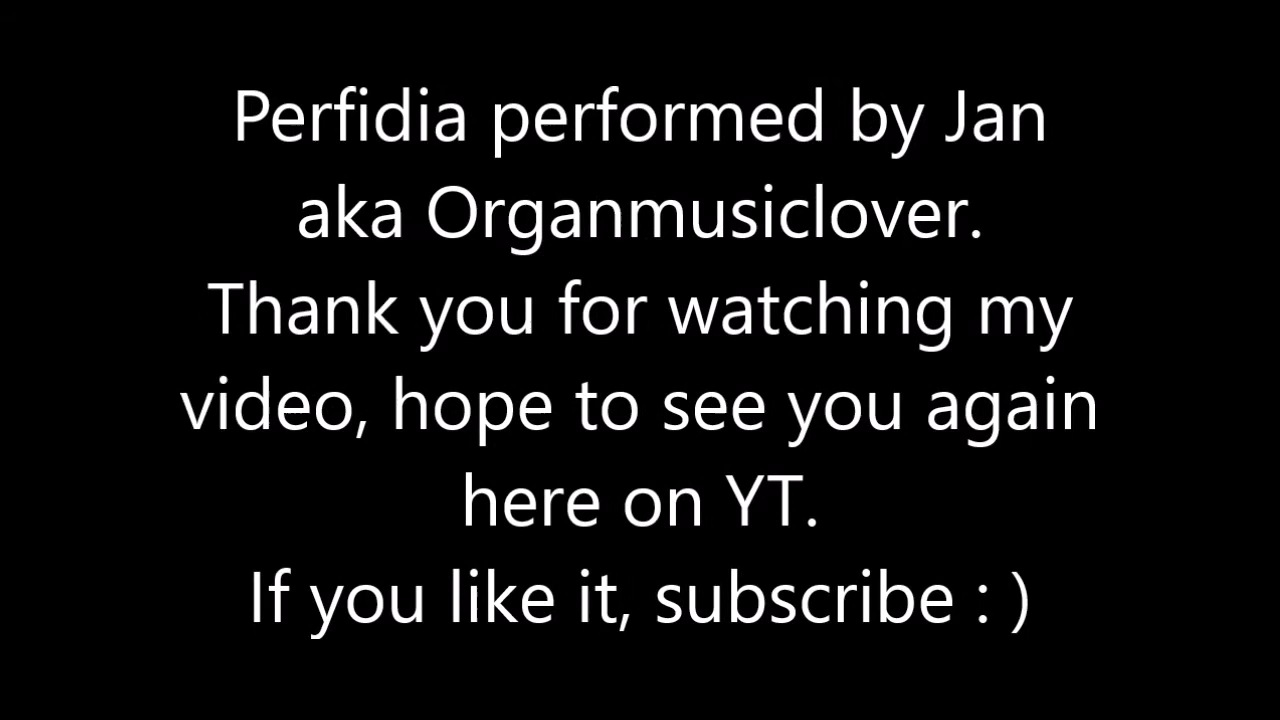 Perfidia performed by Jan
aka Organmusiclover.
Thank you for watching my
video, hope to see you again
here on YT.
If you like it, subscribe : )